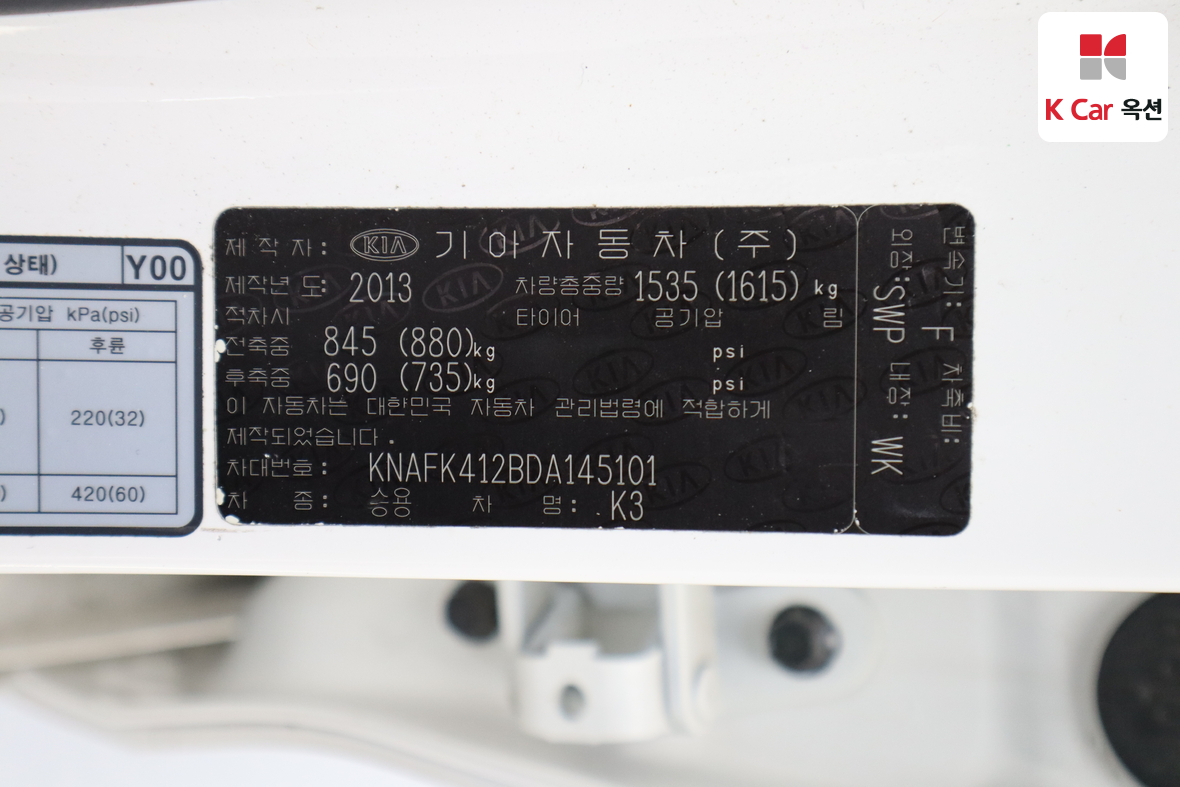 K Car 옥션
상태)
Y00
공기압 kPa(psi)
후륜
220(32)
420(60)
제 작 자 : KIA 기 아 자 동 차 ( 주 )
제작년 도: 2013 차량총중량 1535 (1615) kg
적차시 타이어 공기압 림
전축중 845 (880)kg psi
후축중 690 (735)kg psi
이 자동차는 대한민국 자동차 관리법령에 적합하게
제작되었습니다 .
차대번호: KNAFK412BDA145101
차 종: 승용 차 명: K3
변속기: F 차축비:
외장:SWP 내장: WK